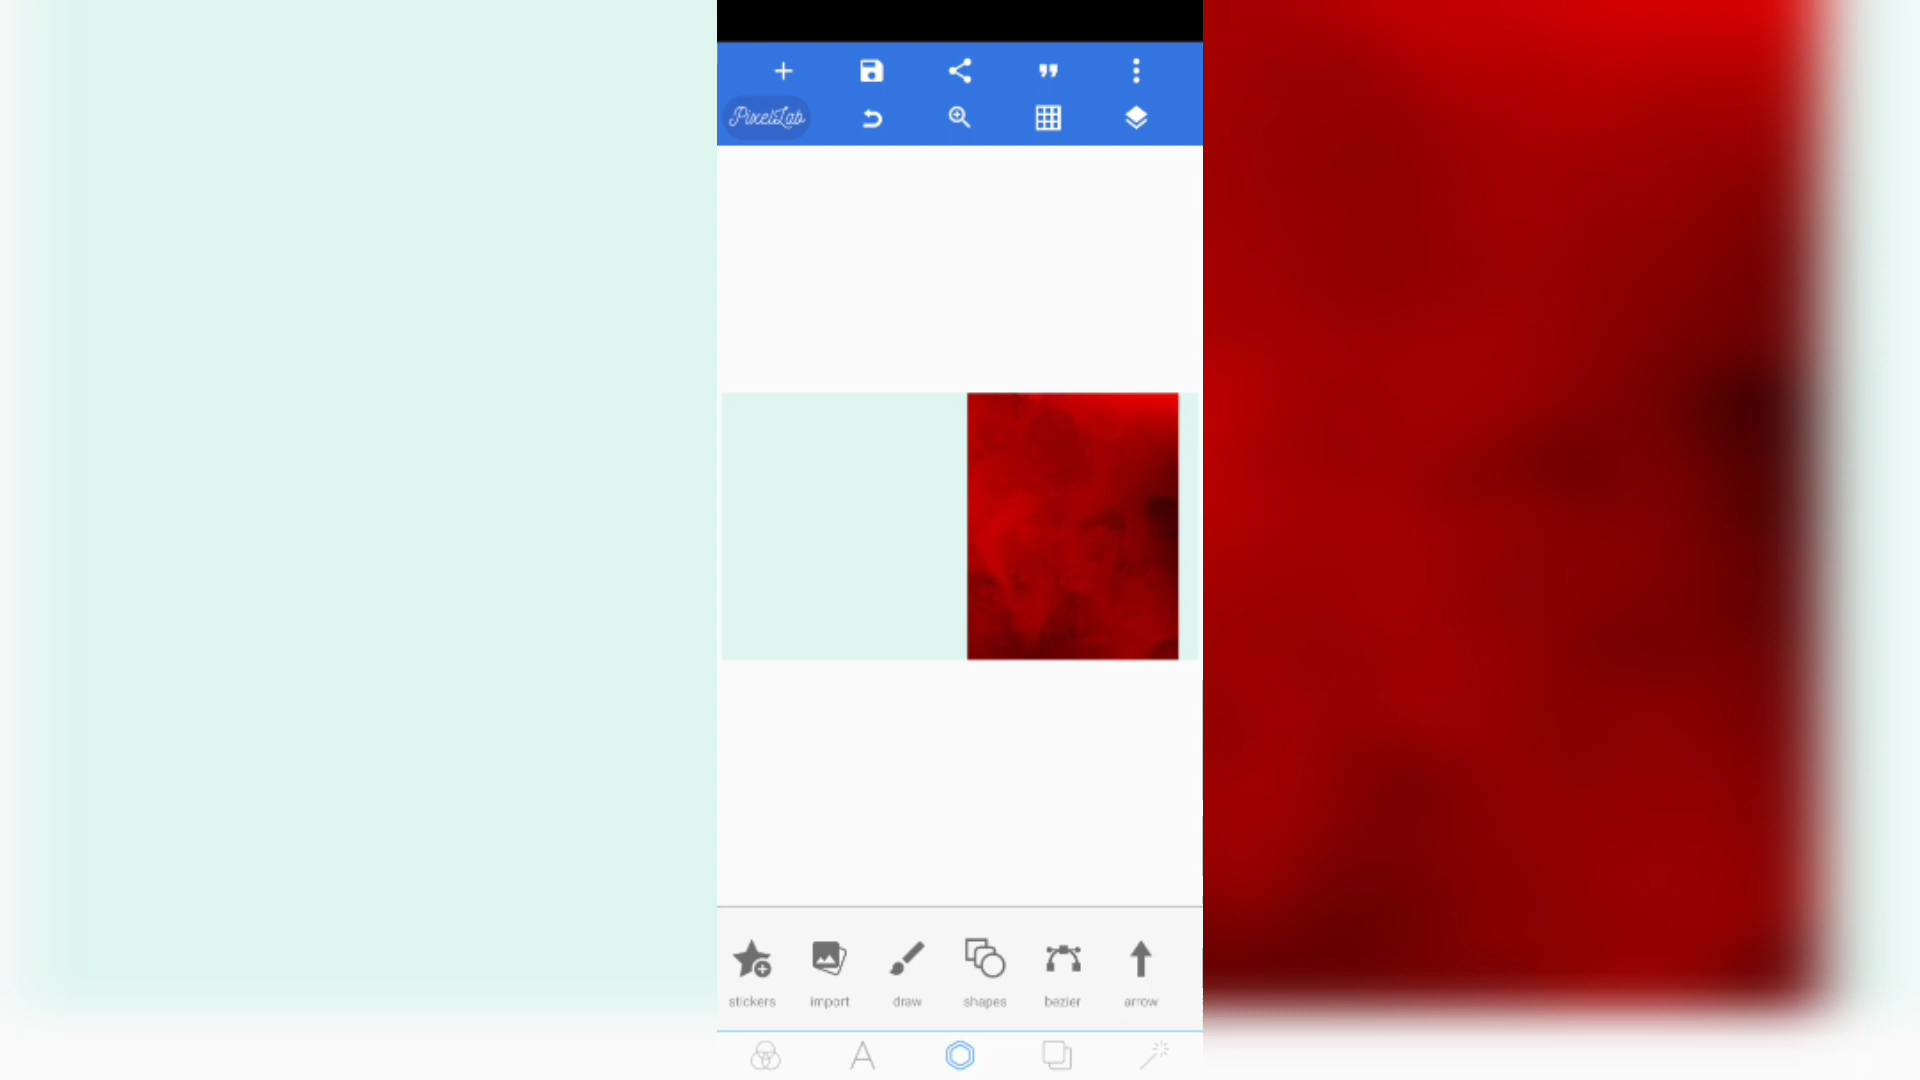 PixelLab
stickers
import
draw
shapes
bezier
arrow